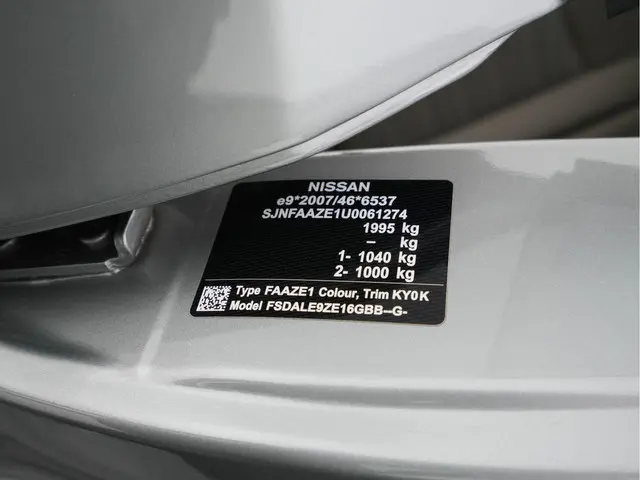 NISSAN
e9*2007/46*6537
SJNFAAZE1U0061274
1995 kg
– kg
1- 1040 kg
2- 1000 kg
Type FAAZE1 Colour, Trim KY0K
Model FSDALE9ZE16GBB--G-